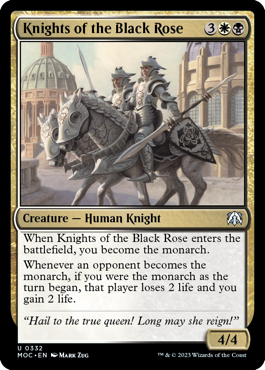 Knights of the Black Rose 3
Creature — Human Knight
When Knights of the Black Rose enters the
battlefield, you become the monarch.
Whenever an opponent becomes the
monarch, if you were the monarch as the
turn began, that player loses 2 life and you
gain 2 life.
“Hail to the true queen! Long may she reign!”
4/4
U 0332
MOC • EN MARK ZUG
™ & © 2023 Wizards of the Coast